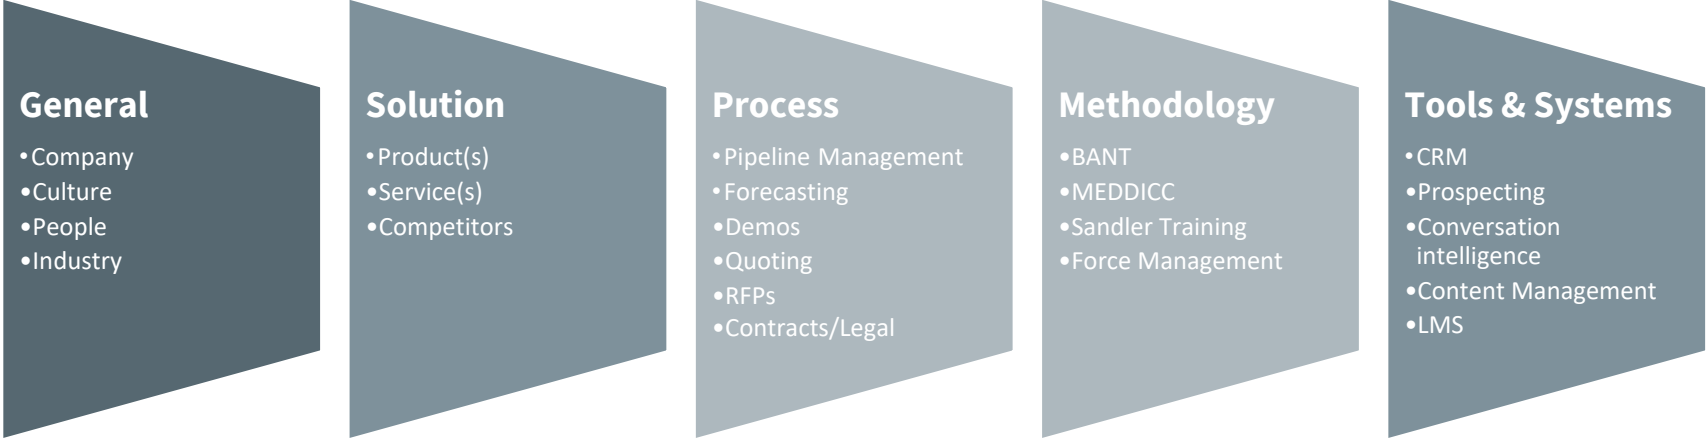 General
•Company
•Culture
•People
•Industry
Solution
•Product(s)
•Service(s)
•Competitors
Process
•Pipeline Management
•Forecasting
•Demos
•Quoting
•RFPs
•Contracts/Legal
Methodology
•BANT
•MEDDICC
•Sandler Training
•Force Management
Tools & Systems
•CRM
•Prospecting
•Conversation
intelligence
•Content Management
•LMS